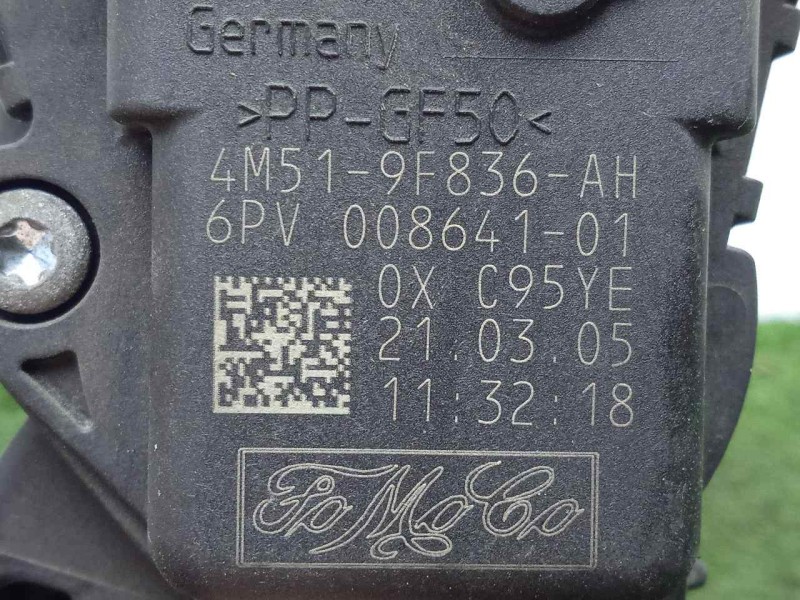 Germany
>PP-GF50<
4M51-9F836-AH
6PV 008641-01
0X C95YE
21.03.05
11:32:18
FoMoCo